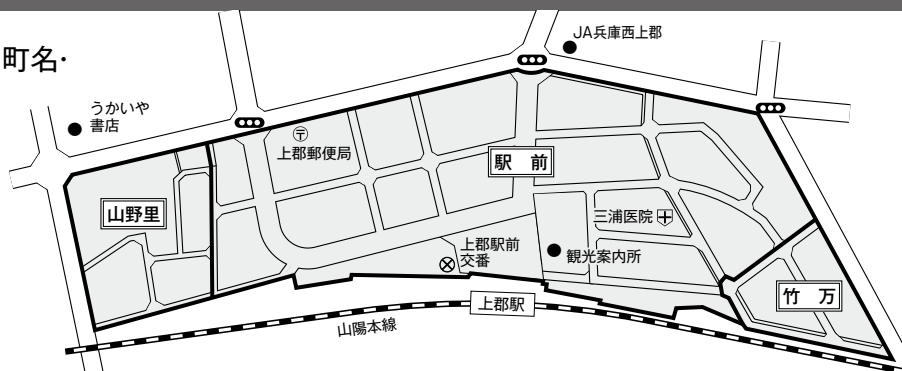 JA兵庫西上郡
町名・
うかいや
書店
上郡郵便局
駅 前
山野里
三浦医院
上郡駅前
交番
観光案内所
竹 万
上郡駅
山陽本線